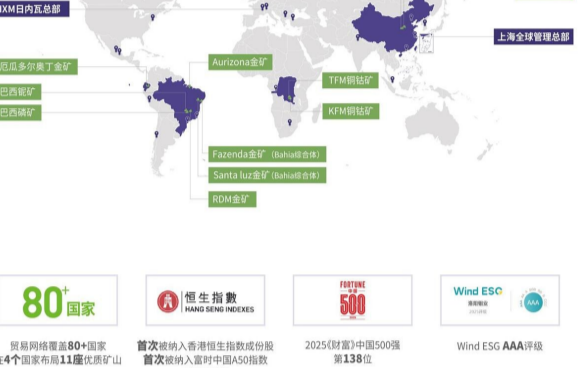 IXM日内瓦总部
上海全球管理总部
厄瓜多尔奥丁金矿
Aurizona金矿
TFM铜钴矿
巴西铌矿
KFM铜钴矿
巴西磷矿
Fazenda金矿（Bahia综合体）
Santa luz金矿（Bahia综合体）
RDM金矿
80+国家
恒生指數
HANG SENG INDEXES
FORTUNE
500
Wind ESG
AAA
贸易网络覆盖80+国家
在4个国家布局11座优质矿山
首次被纳入香港恒生指数成份股
首次被纳入富时中国A50指数
2025《财富》中国500强
第138位
Wind ESG AAA评级